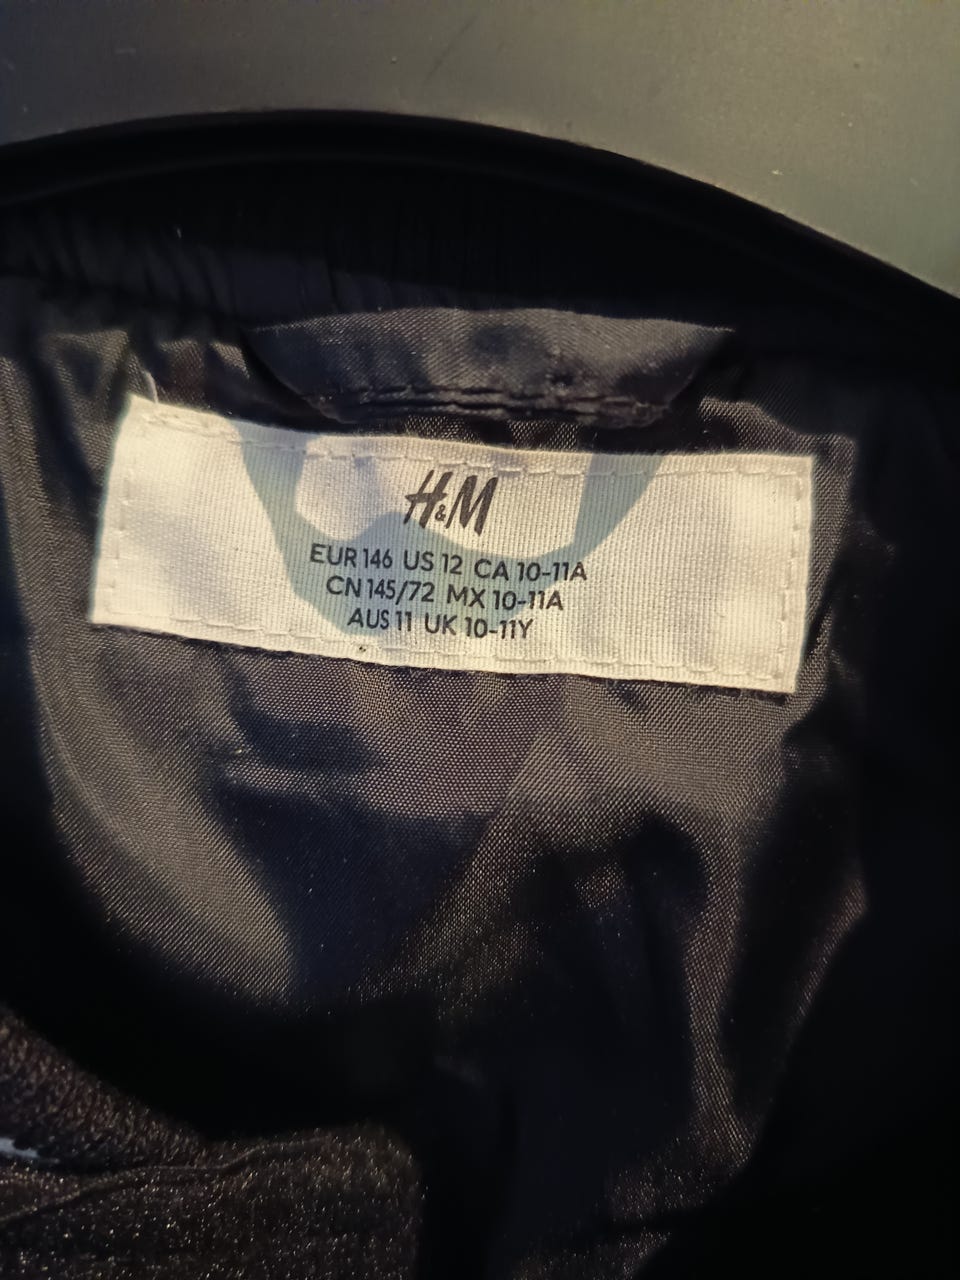 H&M
EUR 146 US 12 CA 10-11A
CN 145/72 MX 10-11A
AUS 11 UK 10-11Y